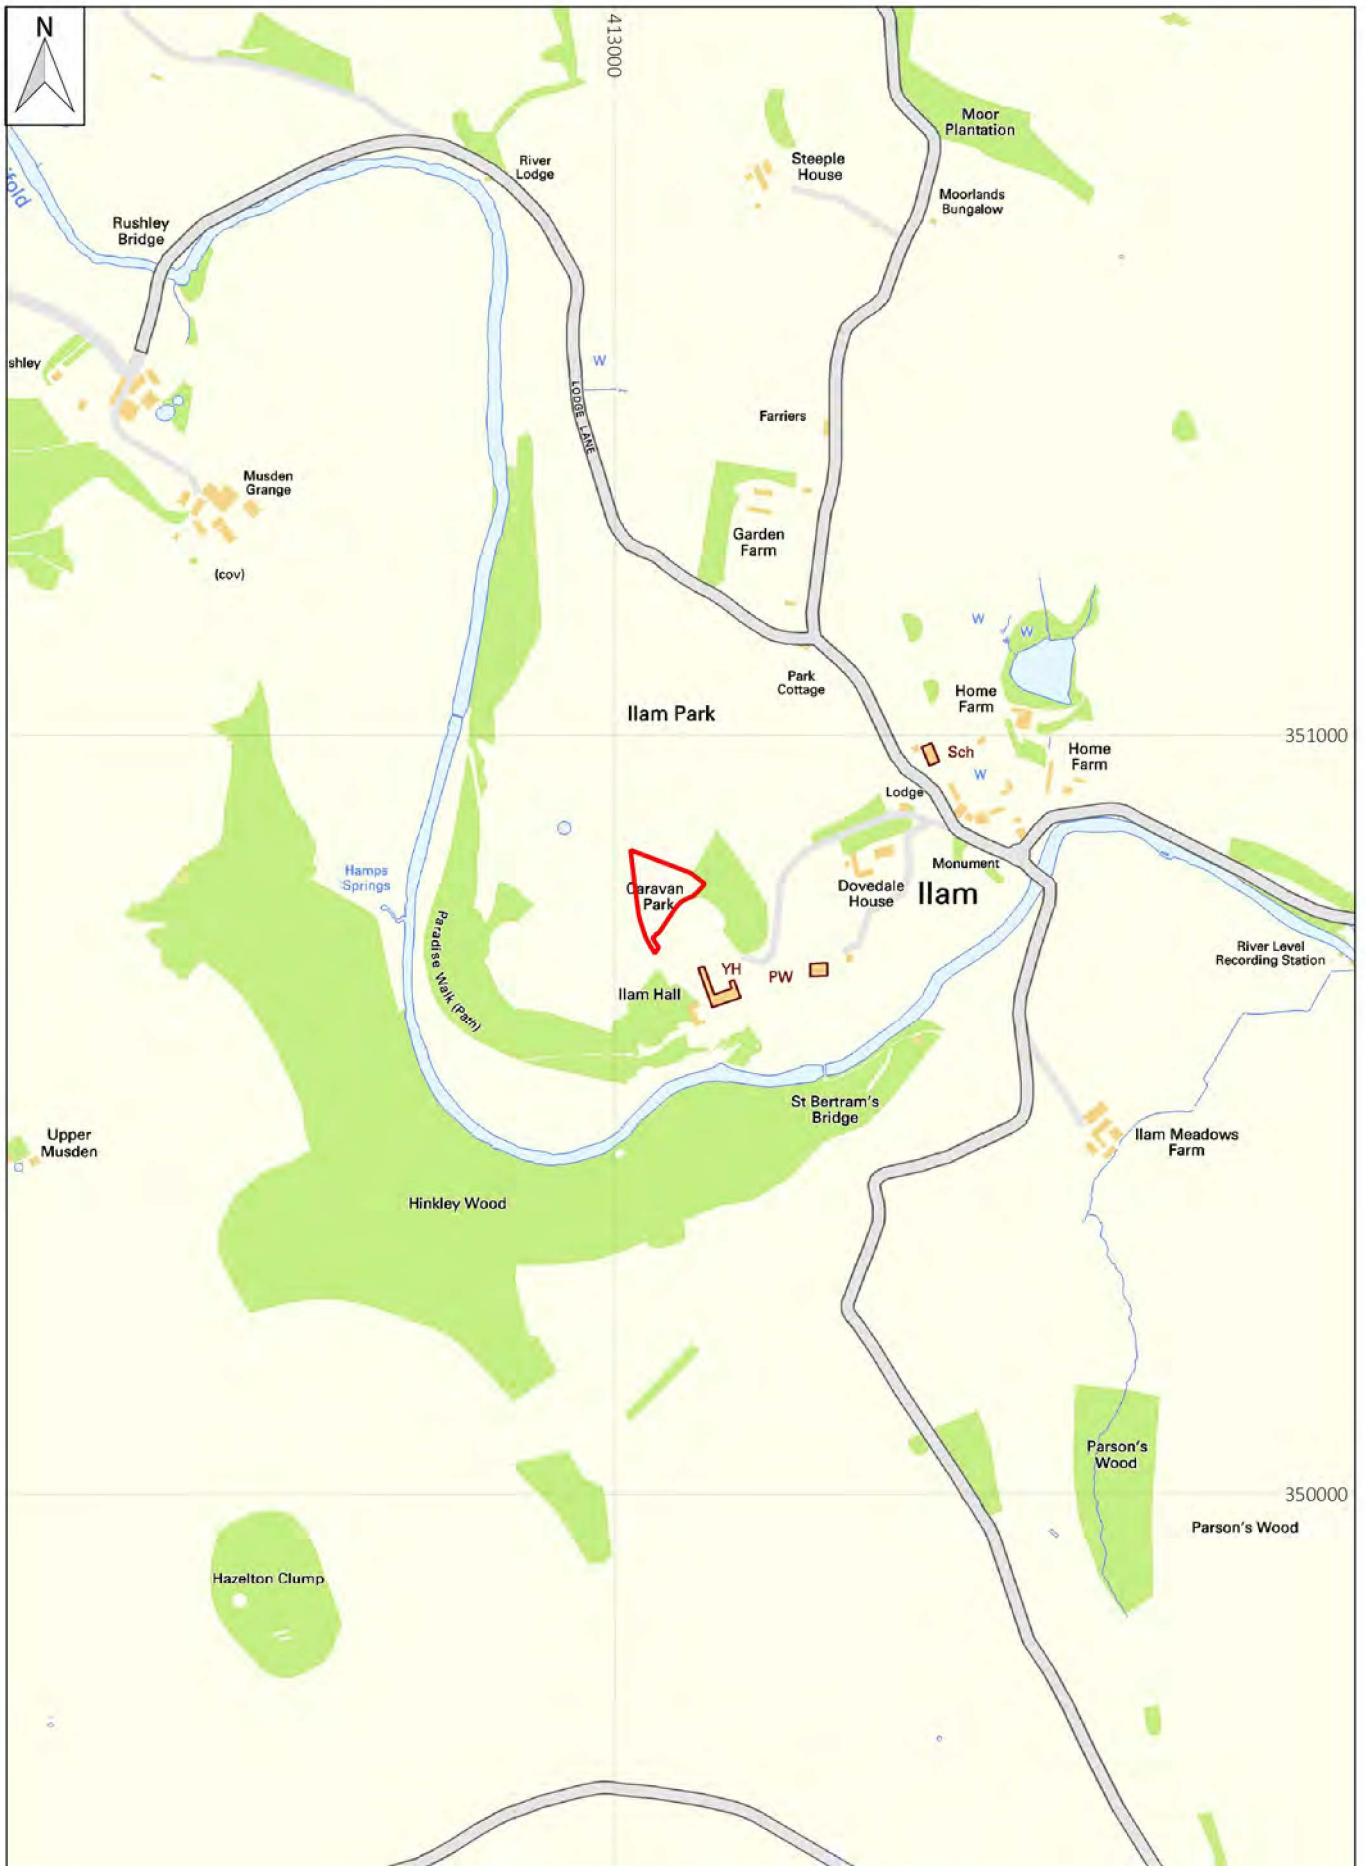 N
413000
Moor
Plantation
Steeple
House
River
Lodge
Moorlands
Bungalow
ifold
Rushley
Bridge
shley
W
LODGE LANE
Farriers
Musden
Grange
Garden
Farm
(cov)
W
W
Park
Cottage
Home
Farm
Ilam Park
351000
Sch
Home
Farm
W
Lodge
Monument
Hamps
Springs
Caravan
Park
Dovedale
House
Ilam
Paradise Walk (Path)
River Level
Recording Station
YH
PW
Ilam Hall
St Bertram's
Bridge
Upper
Musden
Ilam Meadows
Farm
Hinkley Wood
Parson's
Wood
350000
Parson's Wood
Hazelton Clump